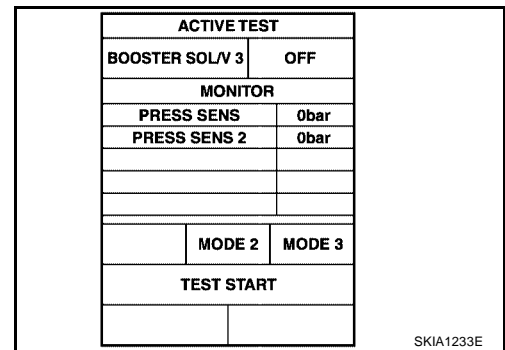 ACTIVE TEST
BOOSTER SOL/V 3 OFF
MONITOR
PRESS SENS 0bar
PRESS SENS 2 0bar
MODE 2 MODE 3
TEST START
SKIA1233E